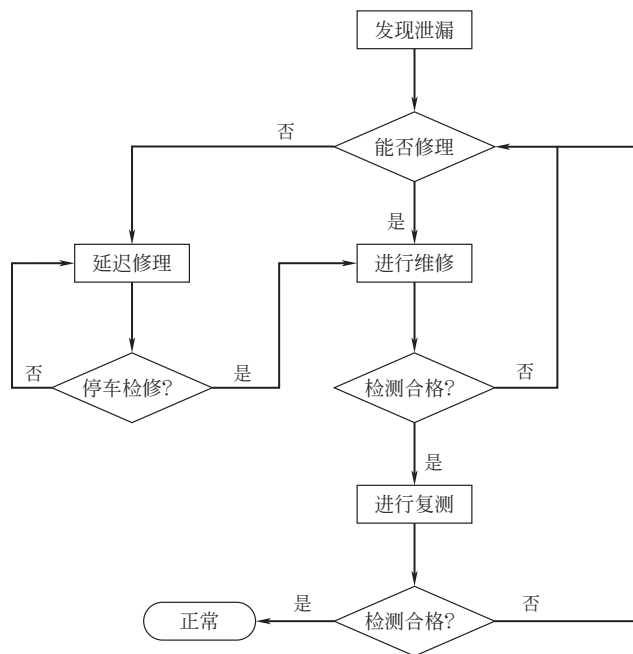 发现泄漏
否
能否修理
是
延迟修理
进行维修
否
停车检修?
是
检测合格?
否
是
进行复测
正常
是
检测合格?
否